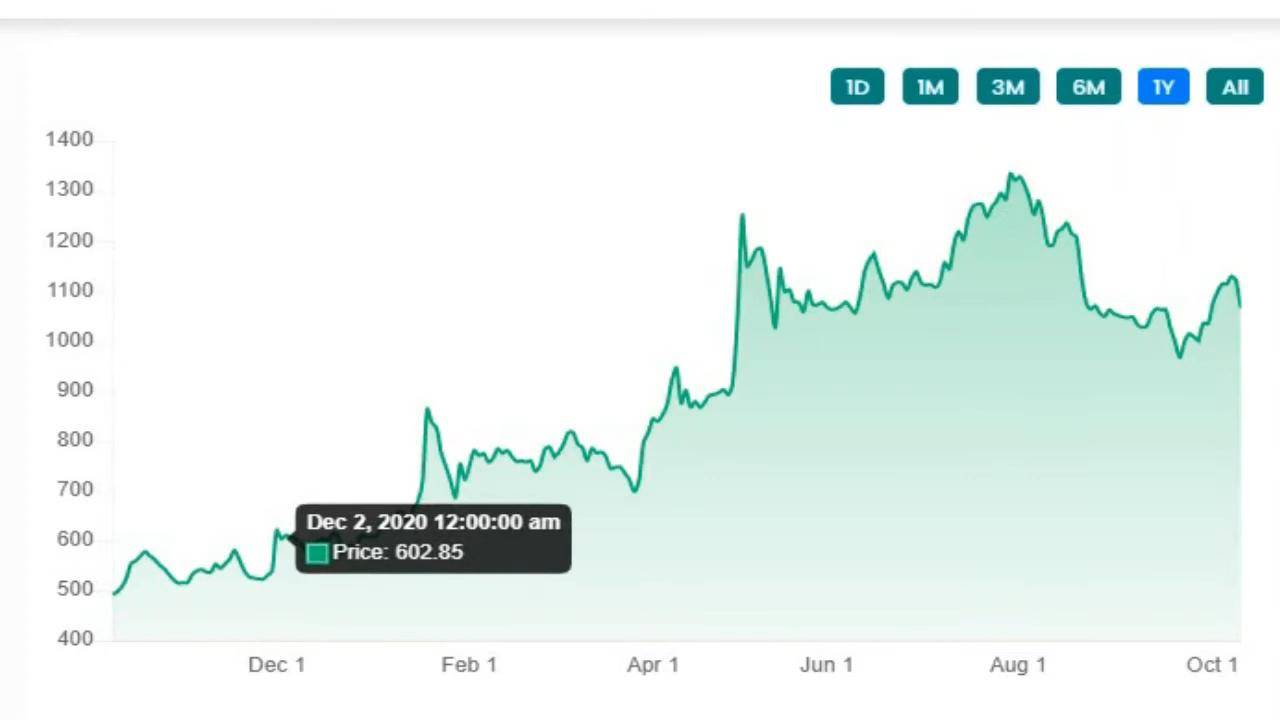 1D 1M 3M 6M 1Y All
1400
1300
1200
1100
1000
900
800
700
600
500
400
Dec 2, 2020 12:00:00 am
Price: 602.85
Dec 1 Feb 1 Apr 1 Jun 1 Aug 1 Oct 1